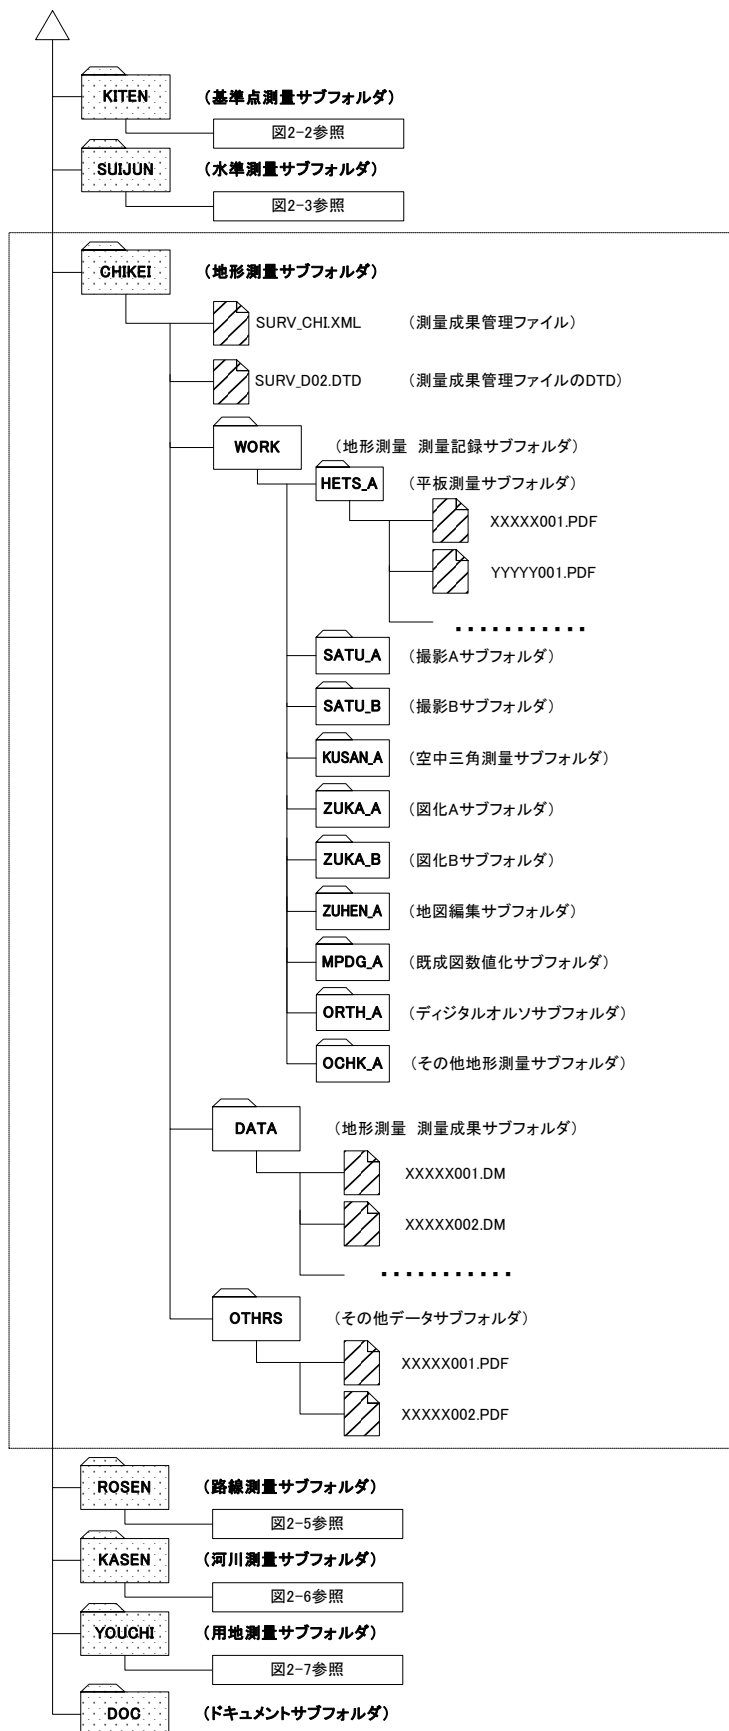 KITEN （基準点測量サブフォルダ）
図2-2参照
SUIJUN （水準測量サブフォルダ）
図2-3参照
CHIKEI （地形測量サブフォルダ）
SURV_CHI.XML （測量成果管理ファイル）
SURV_D02.DTD （測量成果管理ファイルのDTD）
WORK （地形測量 測量記録サブフォルダ）
HETS_A （平板測量サブフォルダ）
XXXXX001.PDF
YYYYY001.PDF
・・・・・・・・・・・
SATU_A （撮影Aサブフォルダ）
SATU_B （撮影Bサブフォルダ）
KUSAN_A （空中三角測量サブフォルダ）
ZUKA_A （図化Aサブフォルダ）
ZUKA_B （図化Bサブフォルダ）
ZUHEN_A （地図編集サブフォルダ）
MPDG_A （既成図数値化サブフォルダ）
ORTH_A （ディジタルオルソサブフォルダ）
OCHK_A （その他地形測量サブフォルダ）
DATA （地形測量 測量成果サブフォルダ）
XXXXX001.DM
XXXXX002.DM
・・・・・・・・・・・
OTHRS （その他データサブフォルダ）
XXXXX001.PDF
XXXXX002.PDF
ROSEN （路線測量サブフォルダ）
図2-5参照
KASEN （河川測量サブフォルダ）
図2-6参照
YOUCHI （用地測量サブフォルダ）
図2-7参照
DOC （ドキュメントサブフォルダ）